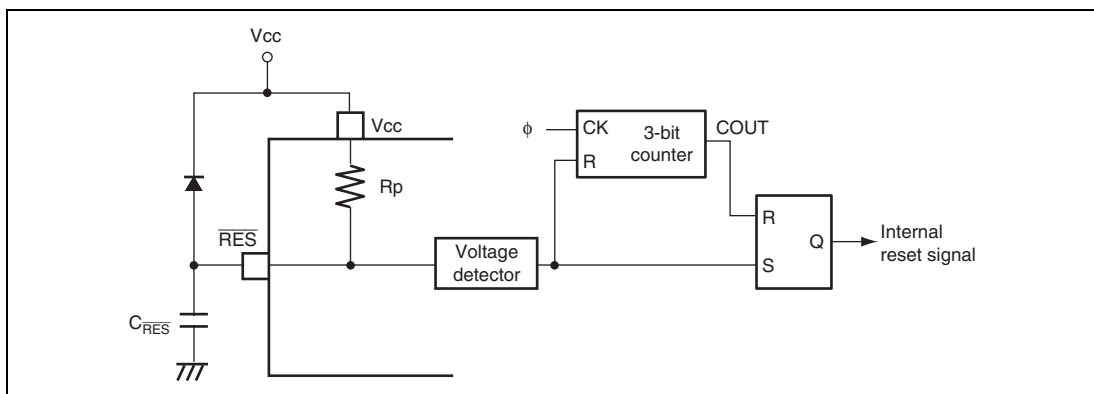 Vcc
Vcc
Rp
RES
CRES
Voltage
detector
ϕ
CK
R
3-bit
counter
COUT
R
S
Q
Internal
reset signal